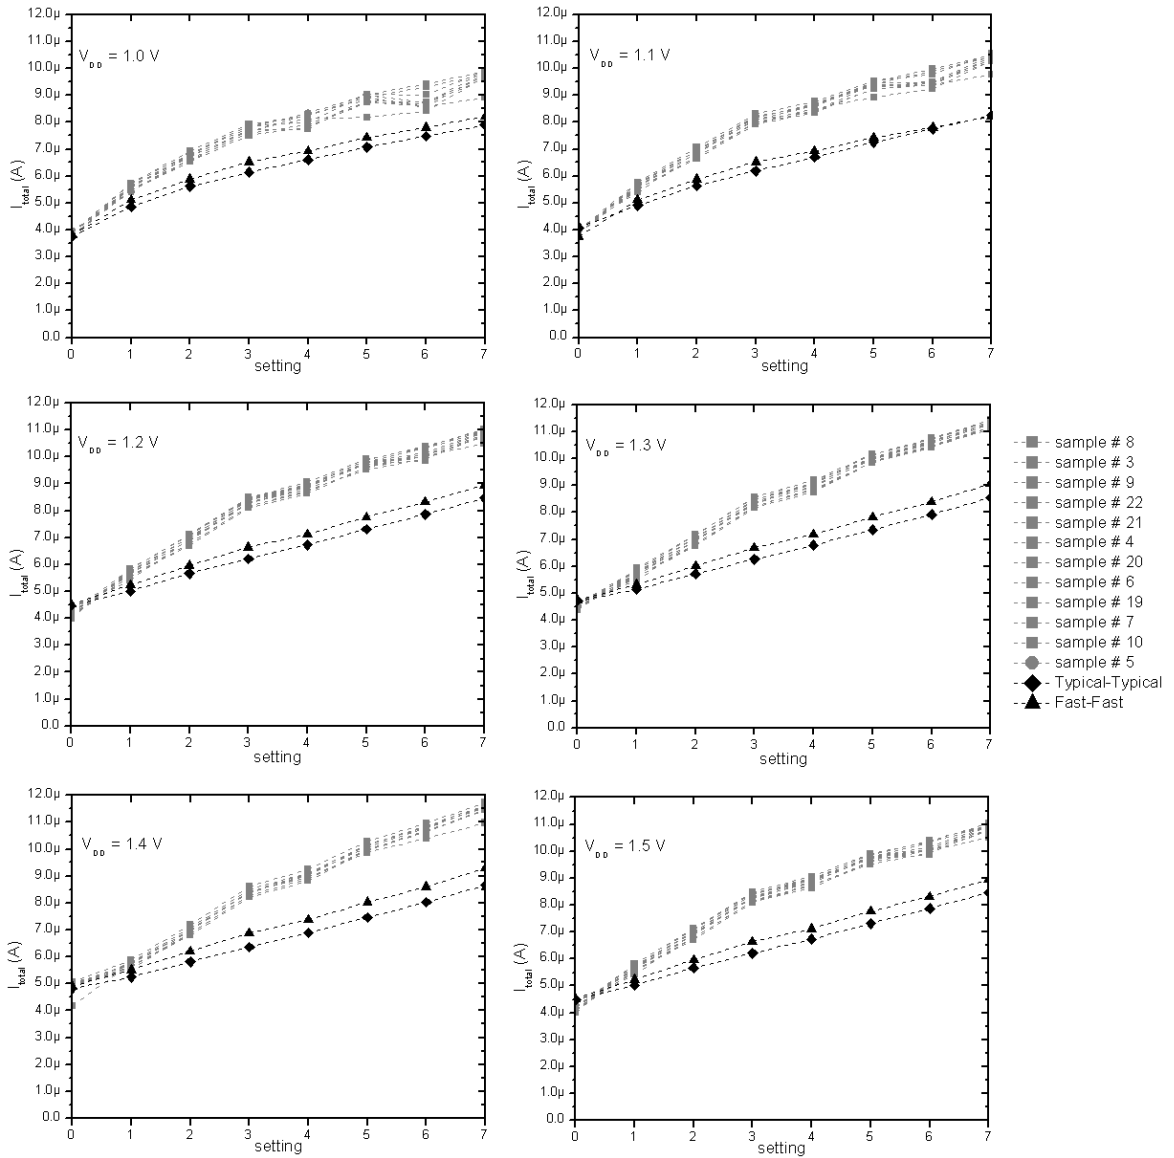 12.0µ
11.0µ
10.0µ
9.0µ
8.0µ
7.0µ
6.0µ
5.0µ
4.0µ
3.0µ
2.0µ
1.0µ
0.0
I total (A)
V DD = 1.0 V
0 1 2 3 4 5 6 7
setting
12.0µ
11.0µ
10.0µ
9.0µ
8.0µ
7.0µ
6.0µ
5.0µ
4.0µ
3.0µ
2.0µ
1.0µ
0.0
I total (A)
V DD = 1.1 V
0 1 2 3 4 5 6 7
setting
12.0µ
11.0µ
10.0µ
9.0µ
8.0µ
7.0µ
6.0µ
5.0µ
4.0µ
3.0µ
2.0µ
1.0µ
0.0
I total (A)
V DD = 1.2 V
0 1 2 3 4 5 6 7
setting
12.0µ
11.0µ
10.0µ
9.0µ
8.0µ
7.0µ
6.0µ
5.0µ
4.0µ
3.0µ
2.0µ
1.0µ
0.0
I total (A)
V DD = 1.3 V
0 1 2 3 4 5 6 7
setting
sample # 8
sample # 3
sample # 9
sample # 22
sample # 21
sample # 4
sample # 20
sample # 6
sample # 19
sample # 7
sample # 10
sample # 5
Typical-Typical
Fast-Fast
12.0µ
11.0µ
10.0µ
9.0µ
8.0µ
7.0µ
6.0µ
5.0µ
4.0µ
3.0µ
2.0µ
1.0µ
0.0
I total (A)
V DD = 1.4 V
0 1 2 3 4 5 6 7
setting
12.0µ
11.0µ
10.0µ
9.0µ
8.0µ
7.0µ
6.0µ
5.0µ
4.0µ
3.0µ
2.0µ
1.0µ
0.0
I total (A)
V DD = 1.5 V
0 1 2 3 4 5 6 7
setting